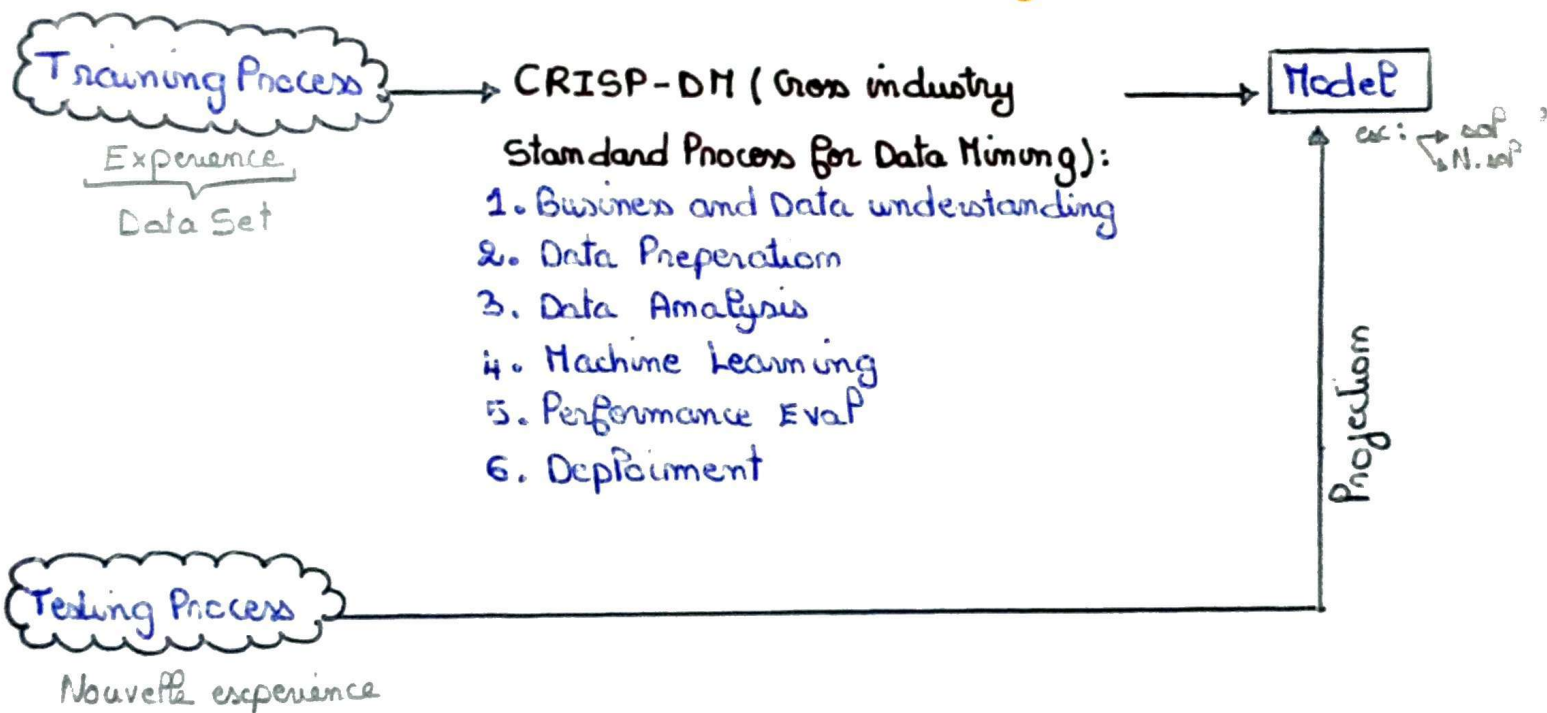 Training Process
Experience
Data Set
CRISP-DM (Cross industry
Standard Process for Data Mining):
1. Business and Data understanding
2. Data Preperation
3. Data Analysis
4. Machine Learning
5. Performance Eval
6. Deploiment
Model
ex: → sol
↘ N.sol
Projection
Testing Process
Nouvelle experience